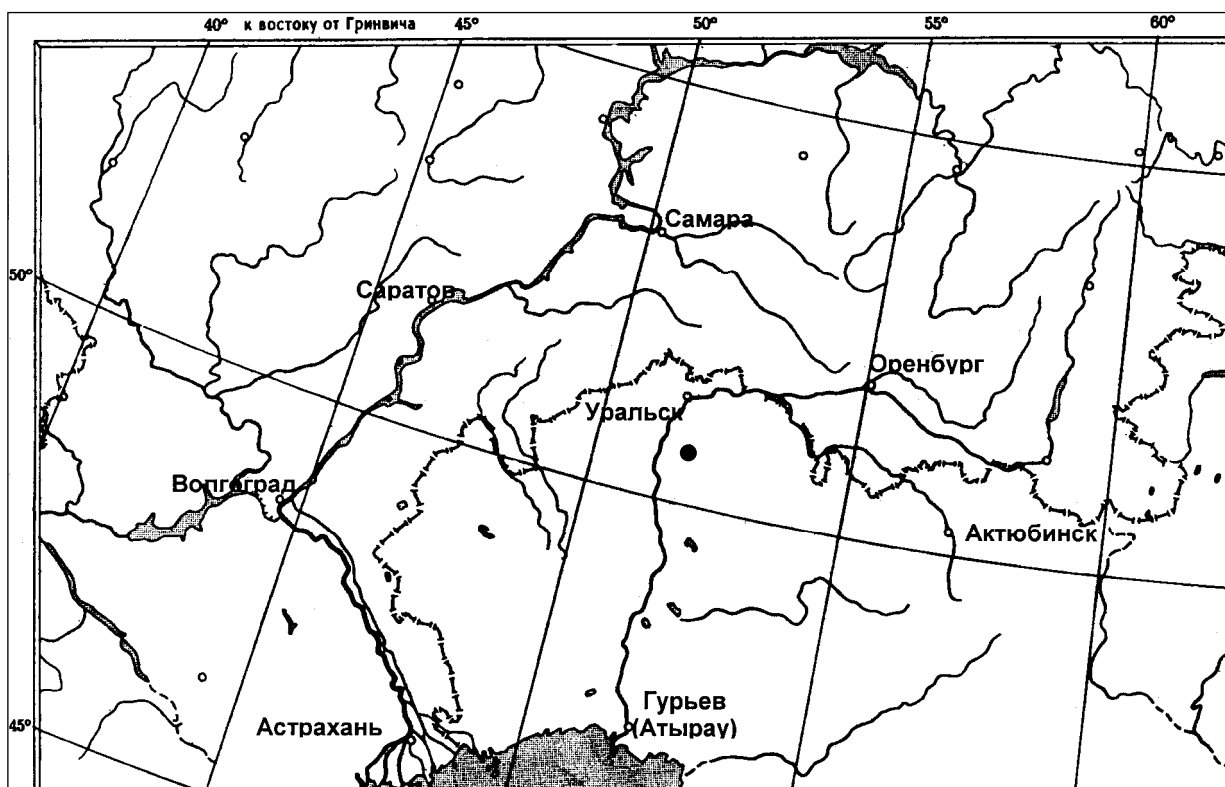 40° к востоку от Гринвича 45° 50° 55° 60°
Самара
50°
Саратов
Оренбург
Уральск
Волгоград
Актюбинск
Гурьев
(Атырау)
Астрахань
45°